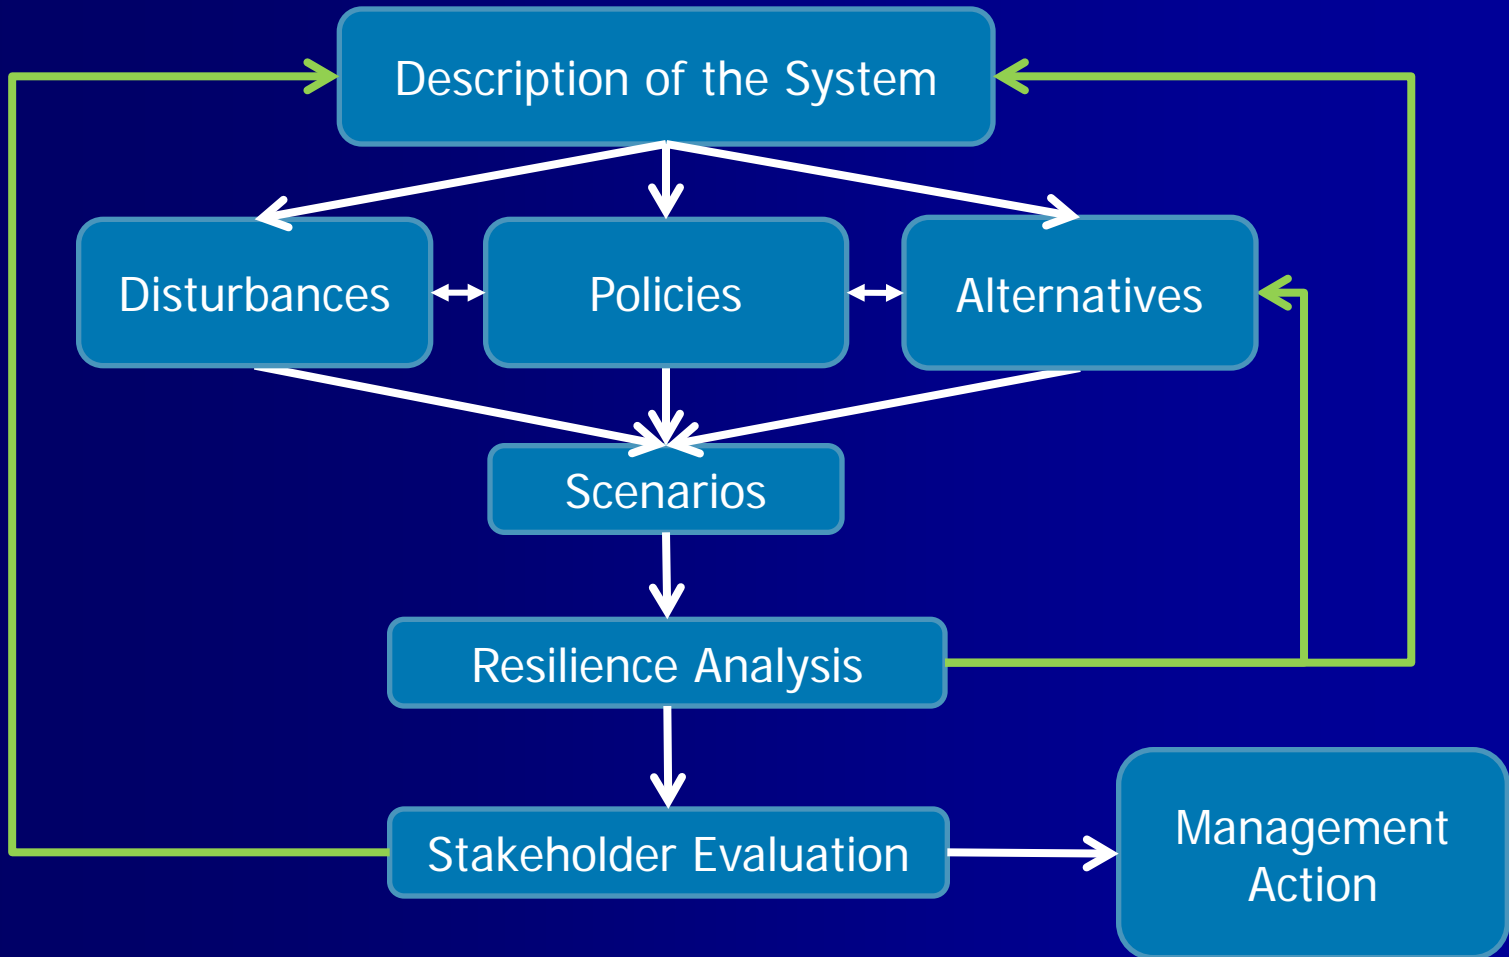 Description of the System
Disturbances
Policies
Alternatives
Scenarios
Resilience Analysis
Stakeholder Evaluation
Management
Action